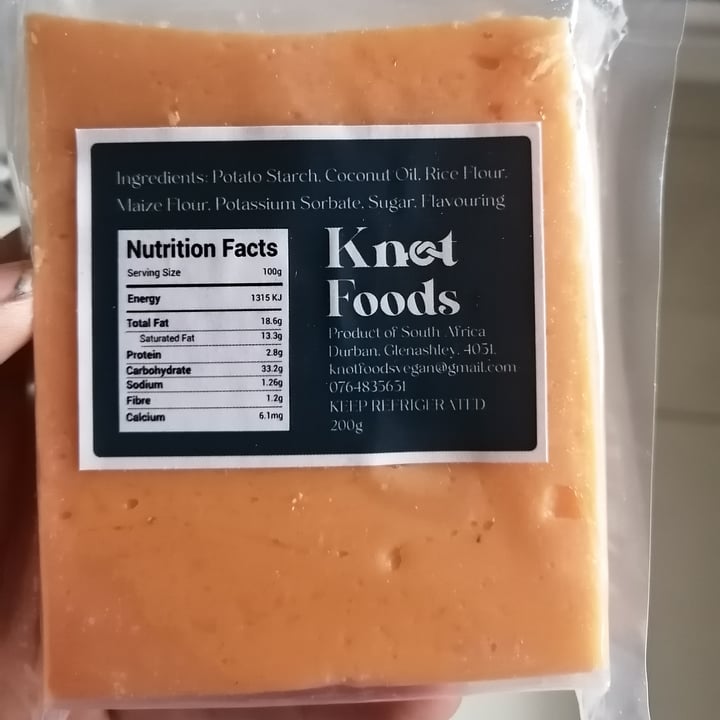 Ingredients: Potato Starch, Coconut Oil, Rice Flour,
Maize Flour, Potassium Sorbate, Sugar, Flavouring
Nutrition Facts
Serving Size 100g
Energy 1315 KJ
Total Fat 18.6g
Saturated Fat 13.3g
Protein 2.8g
Carbohydrate 33.2g
Sodium 1.26g
Fibre 1.2g
Calcium 6.1mg
Knot
Foods
Product of South Africa
Durban, Glenashley, 4051,
knotfoodsvegan@gmail.com
0764835651
KEEP REFRIGERATED
200g